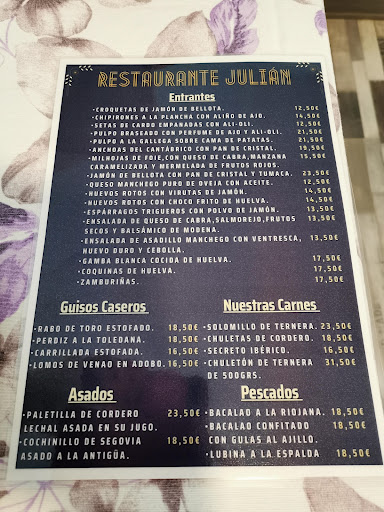 RESTAURANTE JULIÁN
Entrantes
·CROQUETAS DE JAMÓN DE BELLOTA. 12,50€
·CHIPIRONES A LA PLANCHA CON ALIÑO DE AJO. 14,50€
·SETAS DE CARDO EMPANADAS CON ALI-OLI. 12,50€
·PULPO BRASEADO CON PERFUME DE AJO Y ALI-OLI. 21,50€
·PULPO A LA GALLEGA SOBRE CAMA DE PATATAS. 21,50€
·ANCHOAS DEL CANTÁBRICO CON PAN DE CRISTAL. 19,50€
·MILHOJAS DE FOIE,CON QUESO DE CABRA,MANZANA 15,50€
CARAMELIZADA Y MERMELADA DE FRUTOS ROJOS.
·JAMÓN DE BELLOTA CON PAN DE CRISTAL Y TUMACA. 23,50€
·QUESO MANCHEGO PURO DE OVEJA CON ACEITE. 12,50€
·HUEVOS ROTOS CON VIRUTAS DE JAMÓN. 14,50€
·HUEVOS ROTOS CON CHOCO FRITO DE HUELVA. 14,50€
·ESPÁRRAGOS TRIGUEROS CON POLVO DE JAMÓN. 13,50€
·ENSALADA DE QUESO DE CABRA,SALMOREJO,FRUTOS 13,50€
SECOS Y BALSÁMICO DE MODENA.
·ENSALADA DE ASADILLO MANCHEGO CON VENTRESCA, 13,50€
HUEVO DURO Y CEBOLLA.
·GAMBA BLANCA COCIDA DE HUELVA. 17,50€
·COQUINAS DE HUELVA. 17,50€
·ZAMBURIÑAS. 17,50€
Guisos Caseros
·RABO DE TORO ESTOFADO. 18,50€
·PERDIZ A LA TOLEDANA. 18,50€
·CARRILLADA ESTOFADA. 16,50€
·LOMOS DE VENAO EN ADOBO. 16,50€
Nuestras Carnes
·SOLOMILLO DE TERNERA. 23,50€
·CHULETAS DE CORDERO. 18,50€
·SECRETO IBÉRICO. 16,50€
·CHULETÓN DE TERNERA 31,50€
DE 500GRS.
Asados
·PALETILLA DE CORDERO 23,50€
LECHAL ASADA EN SU JUGO.
·COCHINILLO DE SEGOVIA 18,50€
ASADO A LA ANTIGÜA.
Pescados
·BACALAO A LA RIOJANA. 18,50€
·BACALAO CONFITADO 18,50€
CON GULAS AL AJILLO.
·LUBINA A LA ESPALDA 18,50€